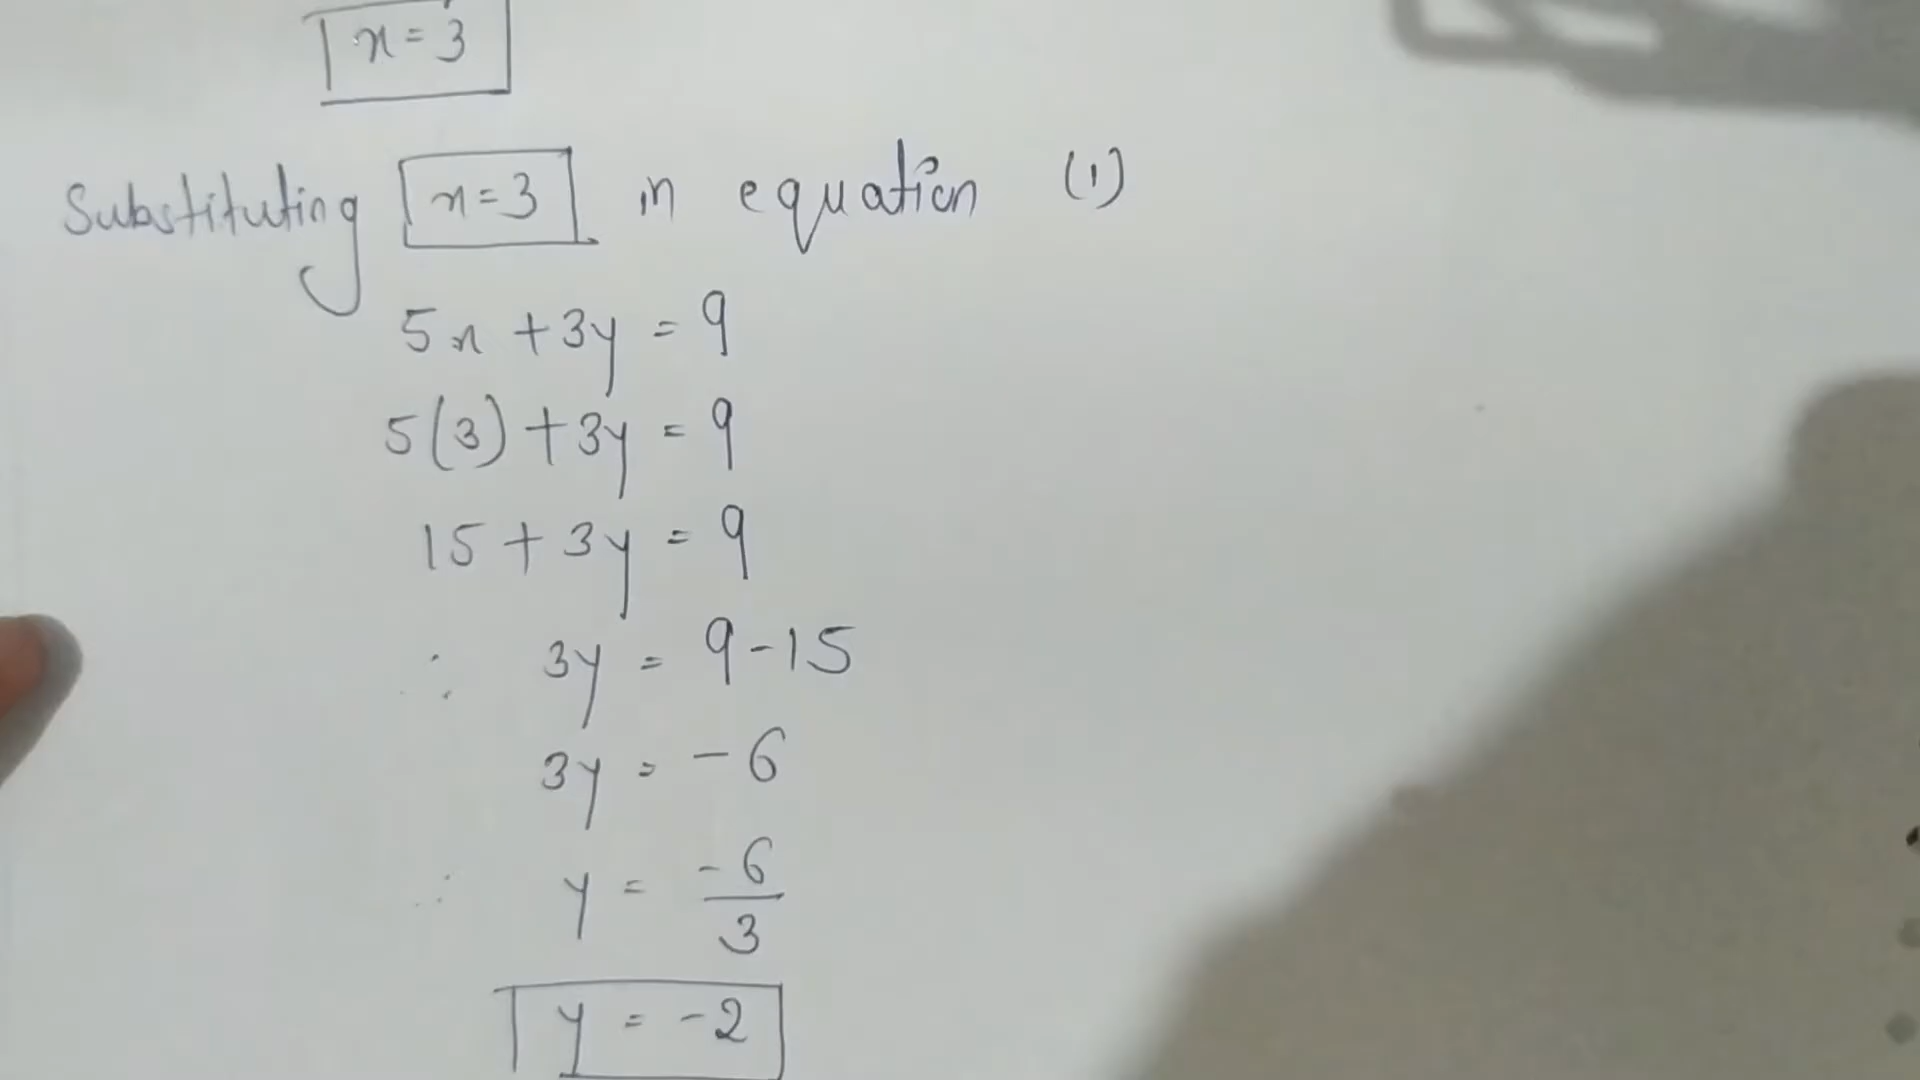 x = 3
Substituting x = 3 in equation (1)
5x + 3y = 9
5(3) + 3y = 9
15 + 3y = 9
∴ 3y = 9 - 15
3y = - 6
∴ y = -6/3
y = -2